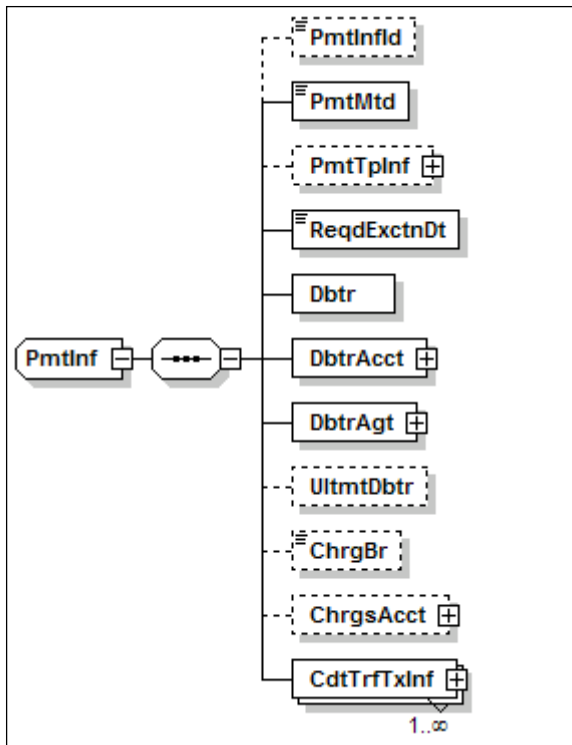 PmtInfId
PmtMtd
PmtTpInf
ReqdExctnDt
Dbtr
PmtInf
DbtrAcct
DbtrAgt
UltmtDbtr
ChrgBr
ChrgsAcct
CdtTrfTxInf
1..∞